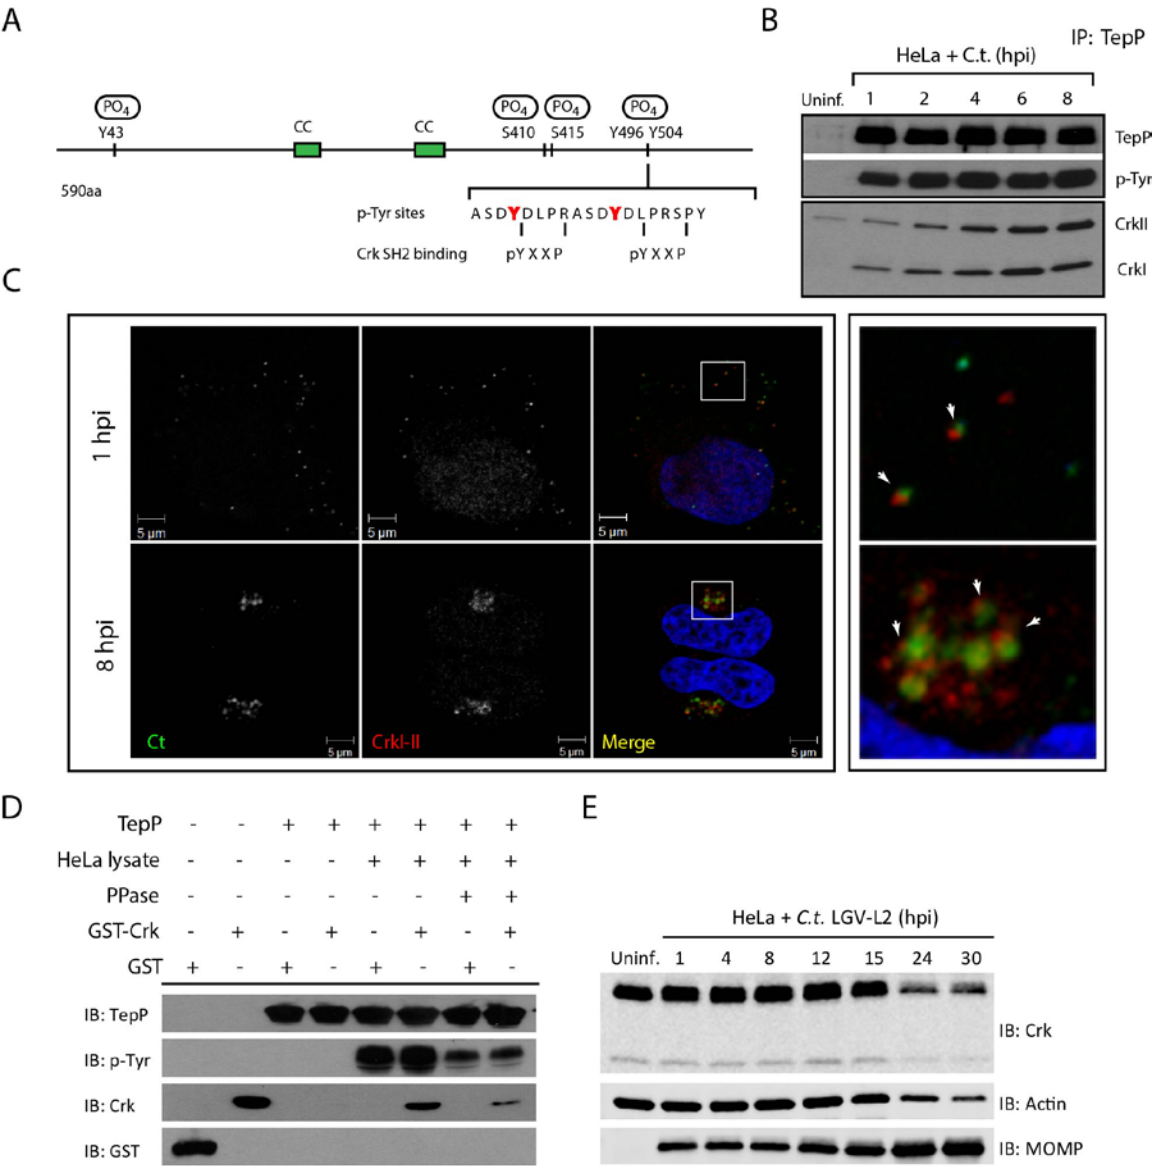 A
PO4 PO4 PO4 PO4
Y43 CC CC S410 S415 Y496 Y504
590aa
p-Tyr sites A S D Y D L P R A S D Y D L P R S P Y
Crk SH2 binding pY X X P pY X X P
B
IP: TepP
HeLa + C.t. (hpi)
Uninf. 1 2 4 6 8
TepP
p-Tyr
CrkII
CrkI
C
1 hpi
5 µm 5 µm 5 µm
8 hpi
Ct CrkI-II Merge
5 µm 5 µm 5 µm
D
TepP - - + + + + + +
HeLa lysate - - - - + + + +
PPase - - - - - - + +
GST-Crk - + - + - + - +
GST + - + - + - + -
IB: TepP
IB: p-Tyr
IB: Crk
IB: GST
E
HeLa + C.t. LGV-L2 (hpi)
Uninf. 1 4 8 12 15 24 30
IB: Crk
IB: Actin
IB: MOMP